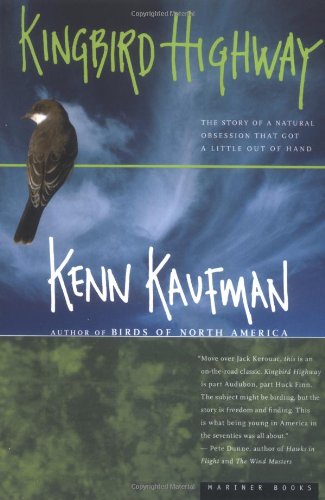 KINGBIRD HIGHWAY
THE STORY OF A NATURAL
OBSESSION THAT GOT
A LITTLE OUT OF HAND
KENN KAUFMAN
AUTHOR OF BIRDS OF NORTH AMERICA
"Move over Jack Kerouac, this is an
on-the-road classic. Kingbird Highway
is part Audubon, part Huck Finn.
The subject might be birding, but the
story is freedom and finding. This
is what being young in America in
the seventies was all about."
— Pete Dunne, author of Hawks in
Flight and The Wind Masters
MARINER BOOKS
Copyrighted Material
Copyrighted Material